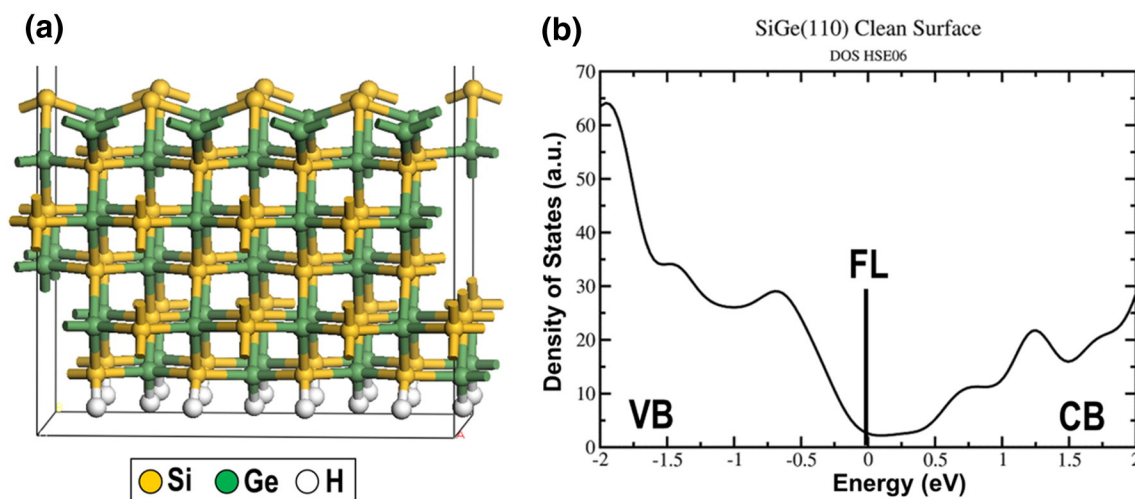 (a)
A
Si Ge H
(b)
SiGe(110) Clean Surface
DOS HSE06
Density of States (a.u.)
70
60
50
40
30
20
10
0
FL
VB
CB
-2 -1.5 -1 -0.5 0 0.5 1 1.5 2
Energy (eV)